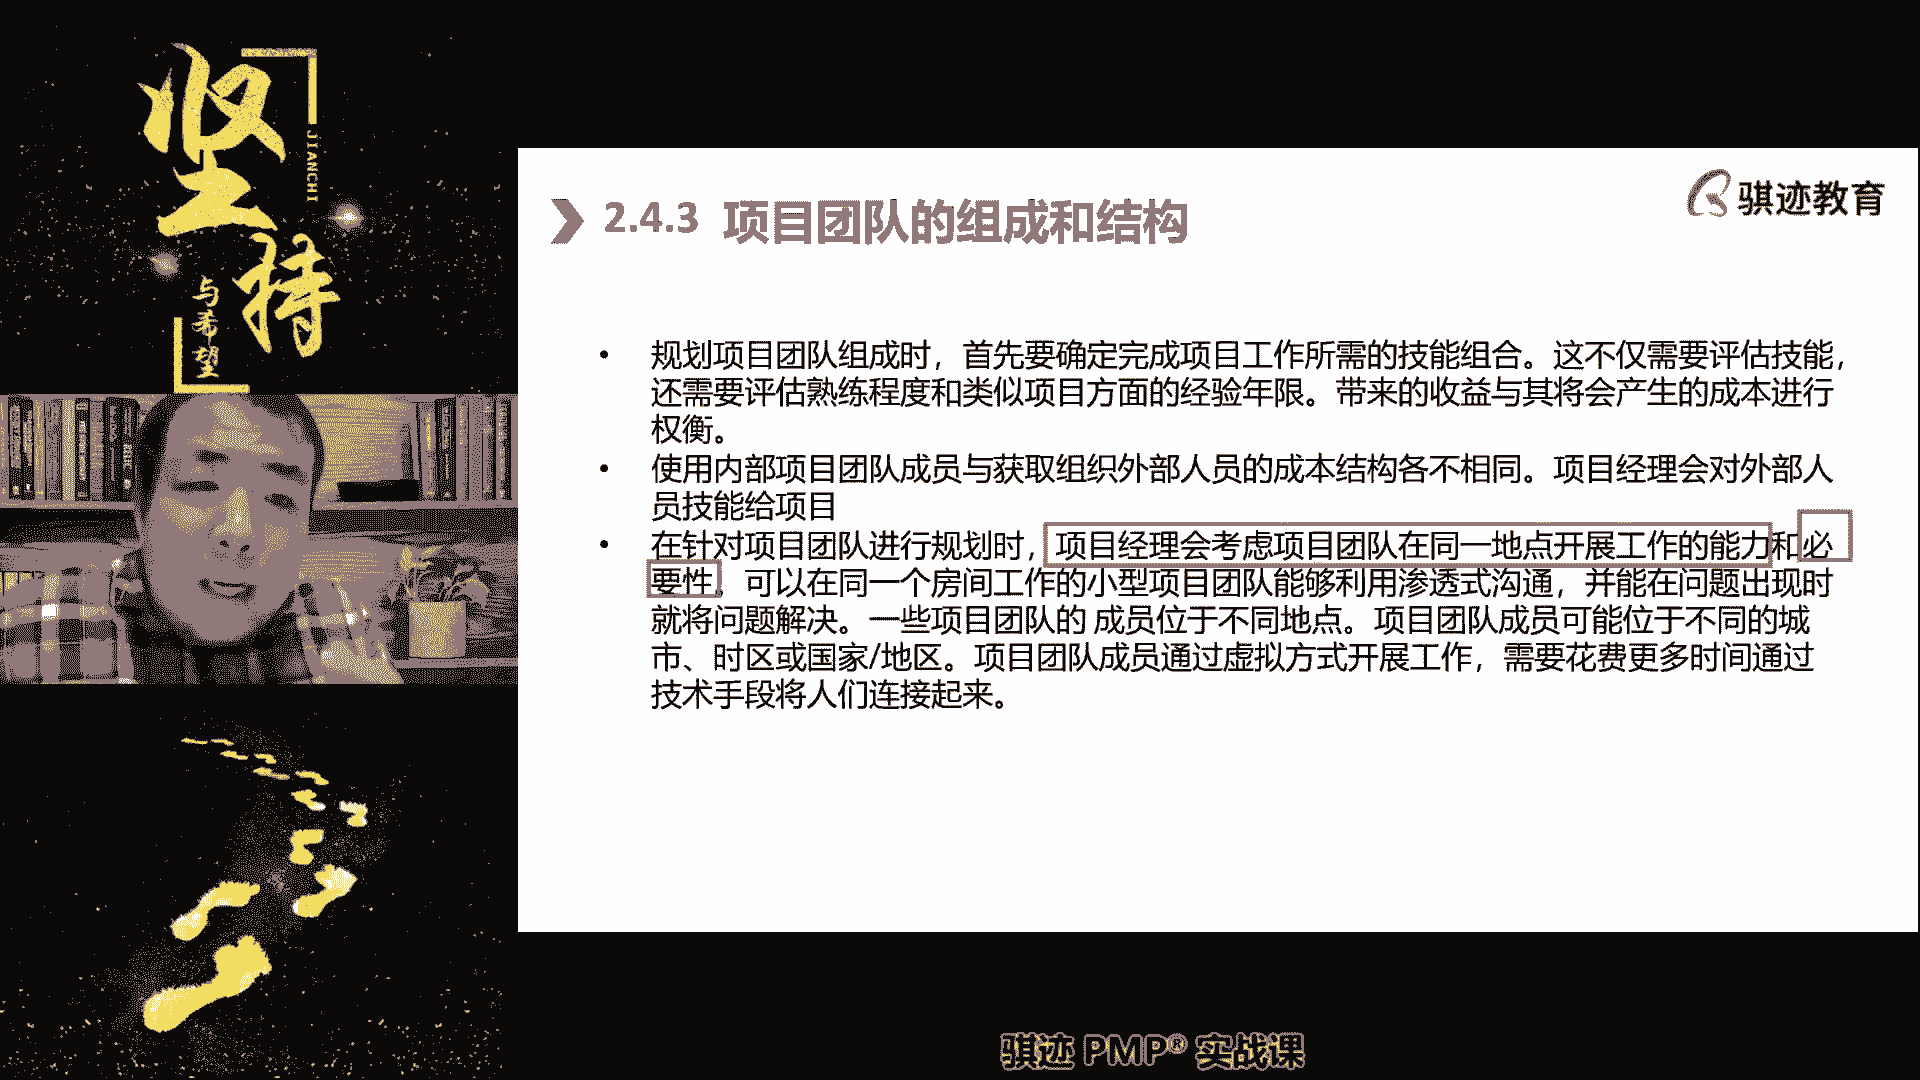 坚持
JIANCHI
与希望
骐迹教育
2.4.3 项目团队的组成和结构
• 规划项目团队组成时，首先要确定完成项目工作所需的技能组合。这不仅需要评估技能，
还需要评估熟练程度和类似项目方面的经验年限。带来的收益与其将会产生的成本进行
权衡。
• 使用内部项目团队成员与获取组织外部人员的成本结构各不相同。项目经理会对外部人
员技能给项目
• 在针对项目团队进行规划时，项目经理会考虑项目团队在同一地点开展工作的能力和必
要性。可以在同一个房间工作的小型项目团队能够利用渗透式沟通，并能在问题出现时
就将问题解决。一些项目团队的 成员位于不同地点。项目团队成员可能位于不同的城
市、时区或国家/地区。项目团队成员通过虚拟方式开展工作，需要花费更多时间通过
技术手段将人们连接起来。
骐迹 PMP® 实战课